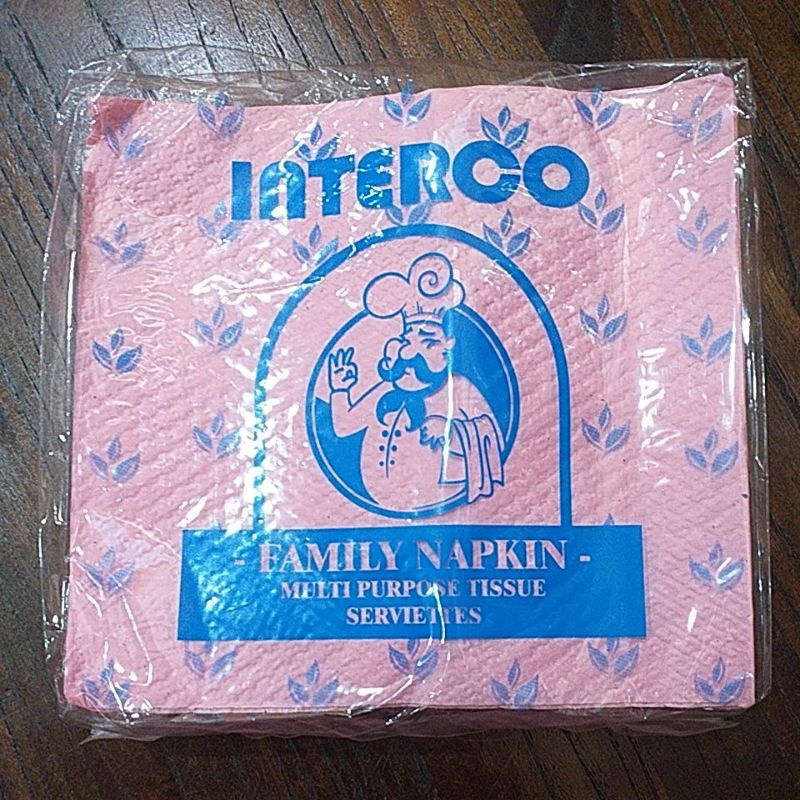 INTERCO
- FAMILY NAPKIN -
MULTI PURPOSE TISSUE
SERVIETTES